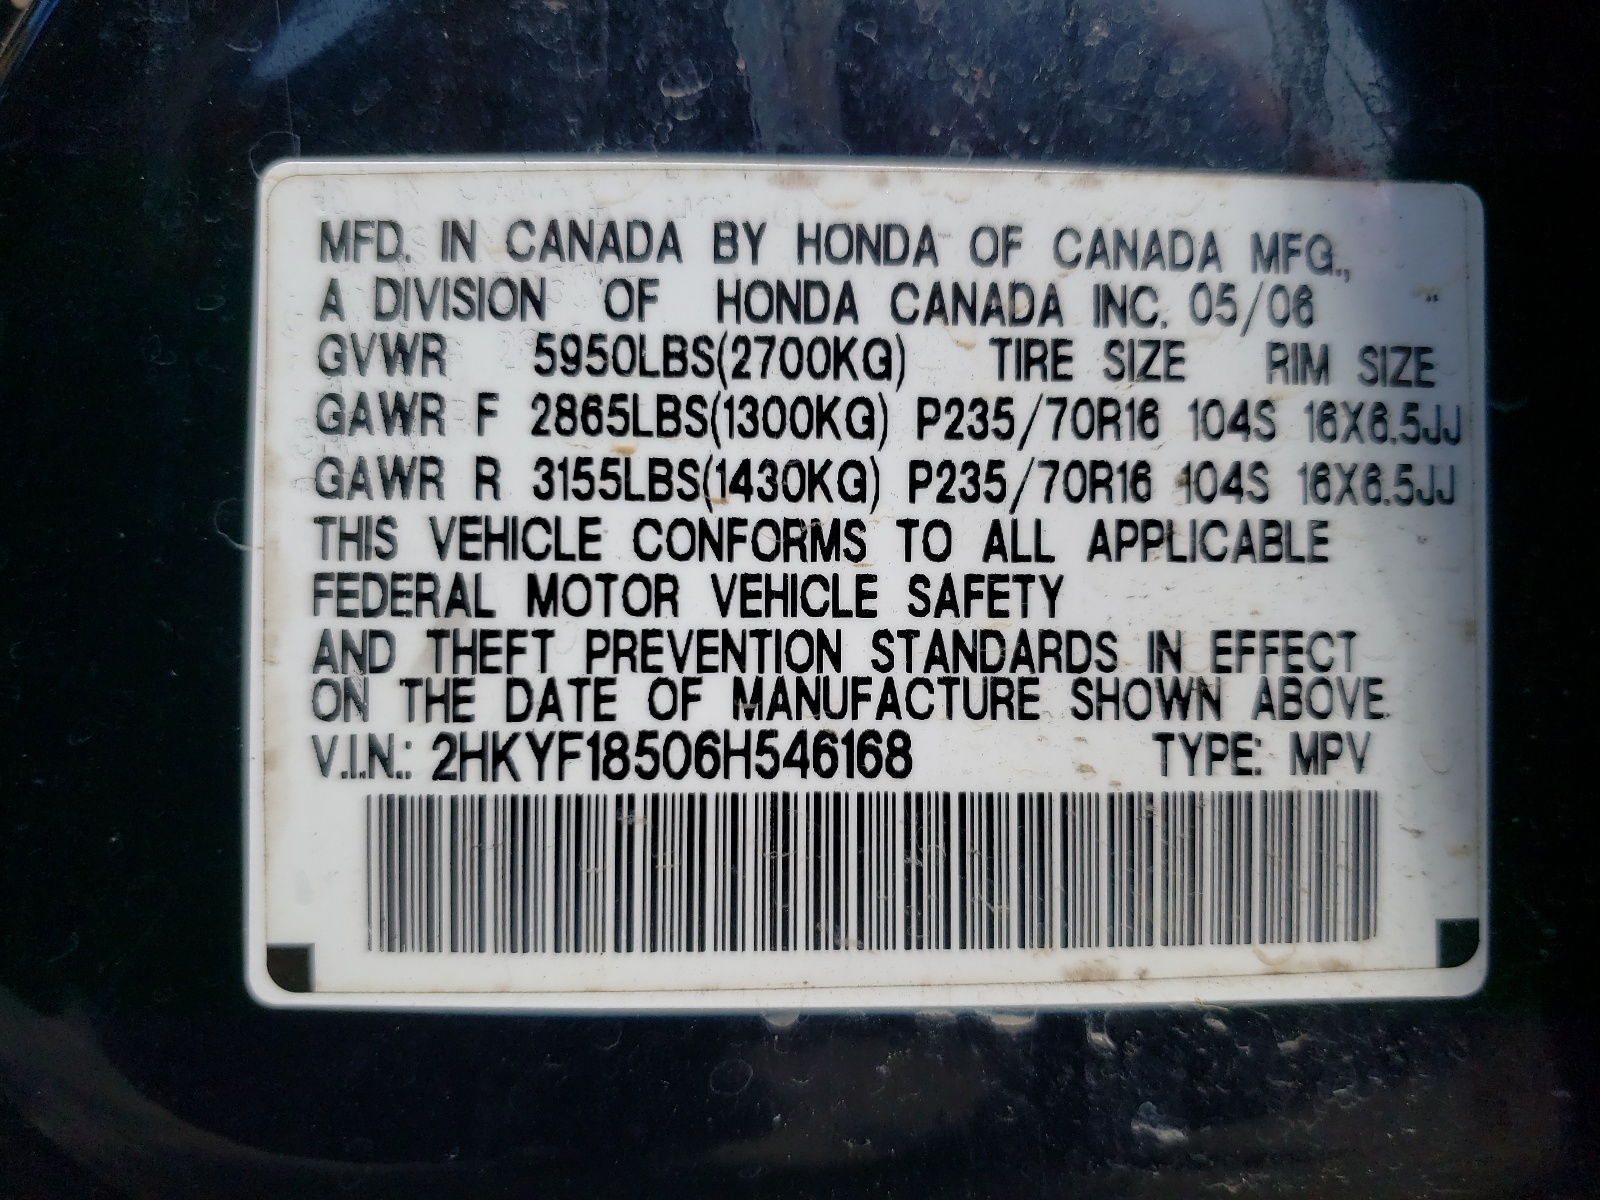 MFD. IN CANADA BY HONDA OF CANADA MFG.,
A DIVISION OF HONDA CANADA INC. 05/06
GVWR 5950LBS(2700KG) TIRE SIZE RIM SIZE
GAWR F 2865LBS(1300KG) P235/70R16 104S 16X6.5JJ
GAWR R 3155LBS(1430KG) P235/70R16 104S 16X6.5JJ
THIS VEHICLE CONFORMS TO ALL APPLICABLE
FEDERAL MOTOR VEHICLE SAFETY
AND THEFT PREVENTION STANDARDS IN EFFECT
ON THE DATE OF MANUFACTURE SHOWN ABOVE.
V.I.N.: 2HKYF18506H546168 TYPE: MPV